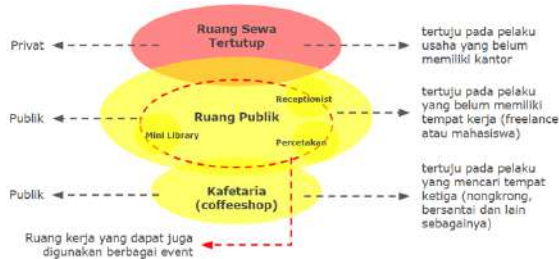 Ruang Sewa
Tertutup
Privat
tertuju pada pelaku
usaha yang belum
memiliki kantor
Receptionist
Ruang Publik
Mini Library
Percetakan
Publik
tertuju pada pelaku
yang belum memiliki
tempat kerja (freelance
atau mahasiswa)
Kafetaria
(coffeeshop)
Publik
tertuju pada pelaku
yang mencari tempat
ketiga (nongkrong,
bersantai dan lain
sebagainya)
Ruang kerja yang dapat juga
digunakan berbagai event